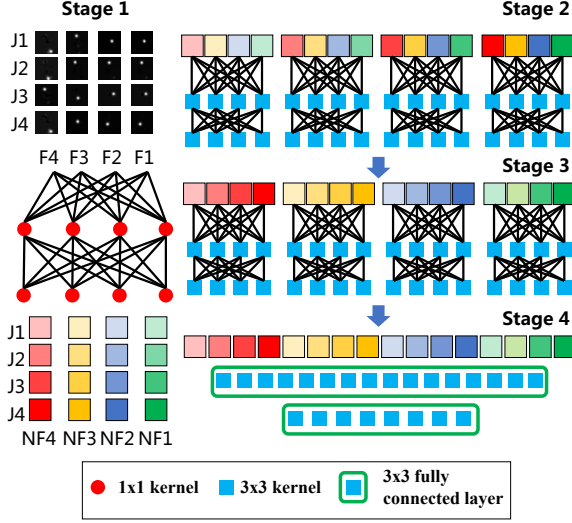 Stage 1
J1
J2
J3
J4
F4 F3 F2 F1
J1
J2
J3
J4
NF4 NF3 NF2 NF1
Stage 2
Stage 3
Stage 4
1x1 kernel
3x3 kernel
3x3 fully
connected layer